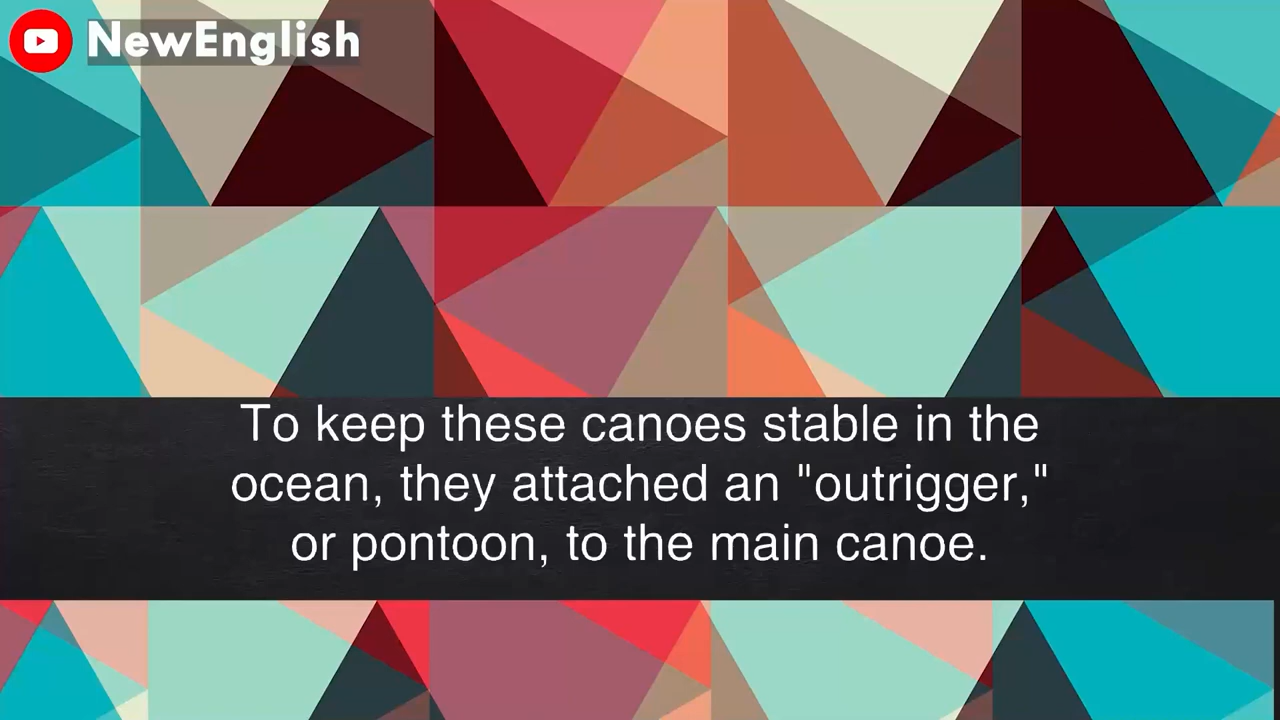 NewEnglish
To keep these canoes stable in the
ocean, they attached an "outrigger,"
or pontoon, to the main canoe.